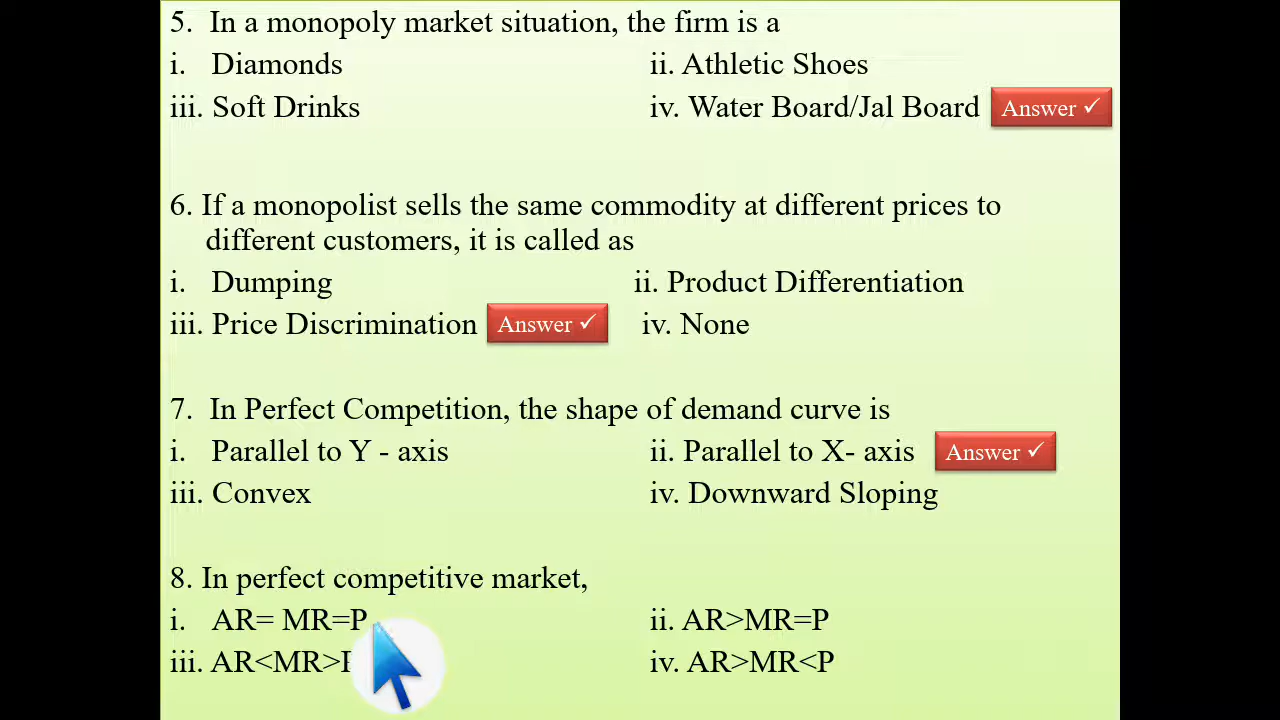 5. In a monopoly market situation, the firm is a
i. Diamonds ii. Athletic Shoes
iii. Soft Drinks iv. Water Board/Jal Board Answer ✓
6. If a monopolist sells the same commodity at different prices to
different customers, it is called as
i. Dumping ii. Product Differentiation
iii. Price Discrimination Answer ✓ iv. None
7. In Perfect Competition, the shape of demand curve is
i. Parallel to Y - axis ii. Parallel to X- axis Answer ✓
iii. Convex iv. Downward Sloping
8. In perfect competitive market,
i. AR= MR=P ii. AR>MR=P
iii. AR<MR> iv. AR>MR<P